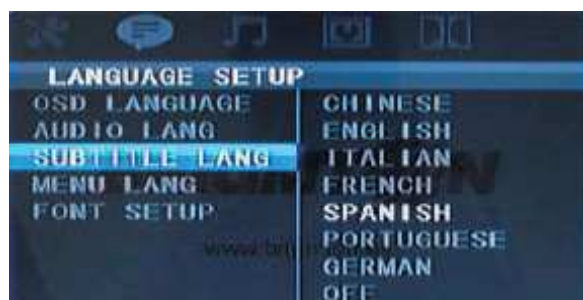 LANGUAGE SETUP
OSD LANGUAGE
AUDIO LANG
SUBTITLE LANG
MENU LANG
FONT SETUP
CHINESE
ENGLISH
ITALIAN
FRENCH
SPANISH
PORTUGUESE
GERMAN
OFF